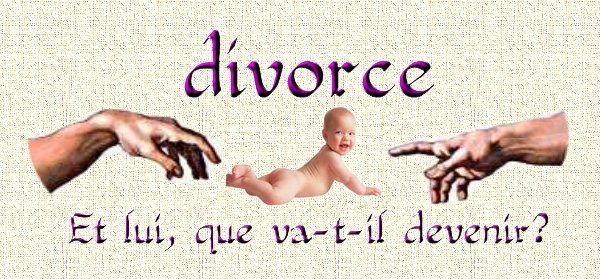 divorce
Et lui, que va-t-il devenir?